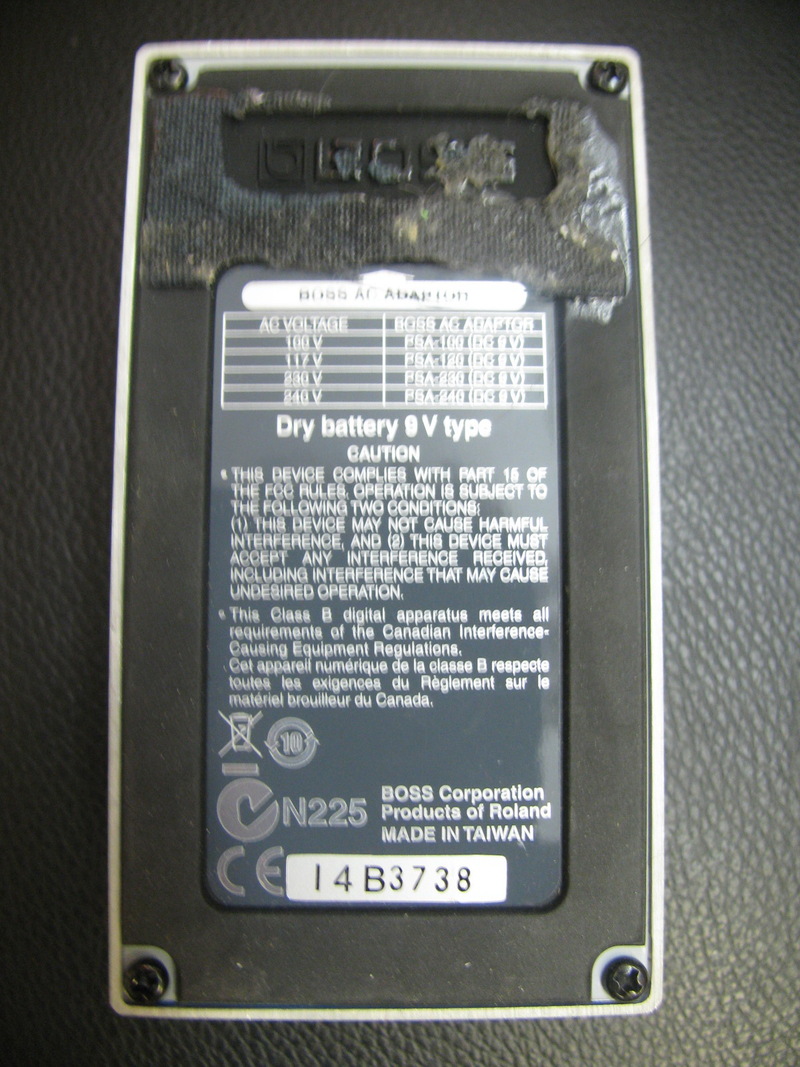 BOSS
BOSS AC ADAPTOR
AC VOLTAGE BOSS AC ADAPTOR
100 V PSA-100 (DC 9 V)
117 V PSA-120 (DC 9 V)
230 V PSA-230 (DC 9 V)
240 V PSA-240 (DC 9 V)
Dry battery 9 V type
CAUTION
• THIS DEVICE COMPLIES WITH PART 15 OF
THE FCC RULES. OPERATION IS SUBJECT TO
THE FOLLOWING TWO CONDITIONS:
(1) THIS DEVICE MAY NOT CAUSE HARMFUL
INTERFERENCE, AND (2) THIS DEVICE MUST
ACCEPT ANY INTERFERENCE RECEIVED,
INCLUDING INTERFERENCE THAT MAY CAUSE
UNDESIRED OPERATION.
• This Class B digital apparatus meets all
requirements of the Canadian Interference-
Causing Equipment Regulations.
Cet appareil numérique de la classe B respecte
toutes les exigences du Règlement sur le
matériel brouilleur du Canada.
10
N225
BOSS Corporation
Products of Roland
MADE IN TAIWAN
CE
I4B3738